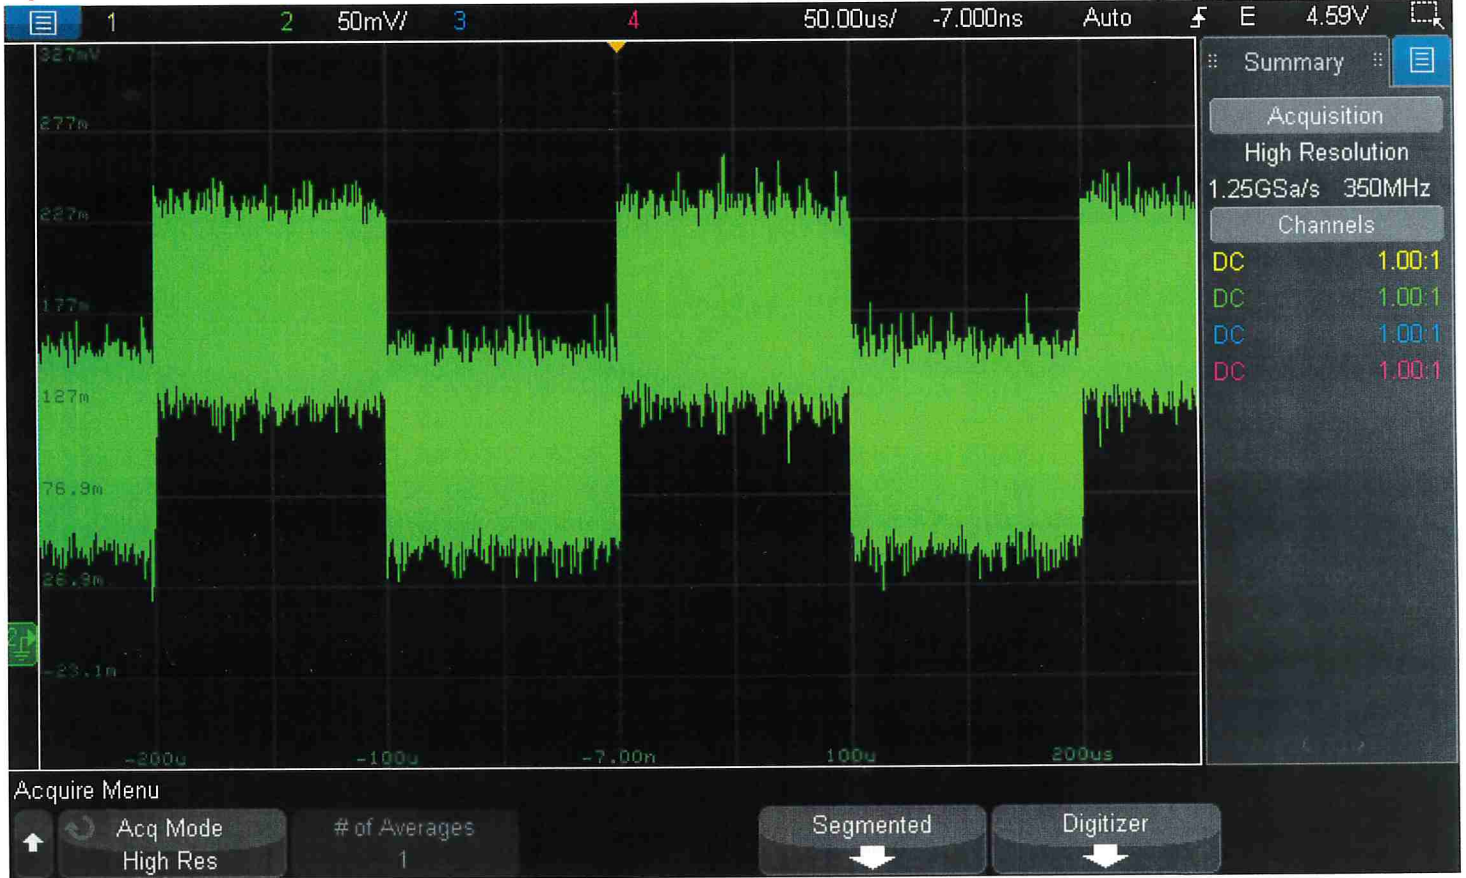 1 2 50mV/ 3 4 50.00us/ -7.000ns Auto E 4.59V
327mV
277m
227m
177m
127m
76.9m
26.9m
-23.1m
2
-200u -100u -7.00n 100u 200us
Summary
Acquisition
High Resolution
1.25GSa/s 350MHz
Channels
DC 1.00:1
DC 1.00:1
DC 1.00:1
DC 1.00:1
Acquire Menu
Acq Mode
High Res
# of Averages
1
Segmented
Digitizer